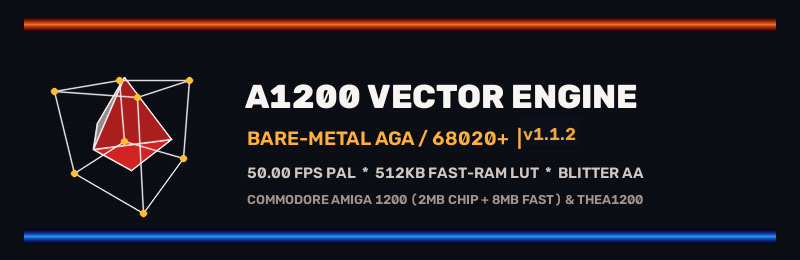 A1200 VECTOR ENGINE
BARE-METAL AGA / 68020+ |v1.1.2
50.00 FPS PAL * 512KB FAST-RAM LUT * BLITTER AA
COMMODORE AMIGA 1200 (2MB CHIP + 8MB FAST) & THEA1200